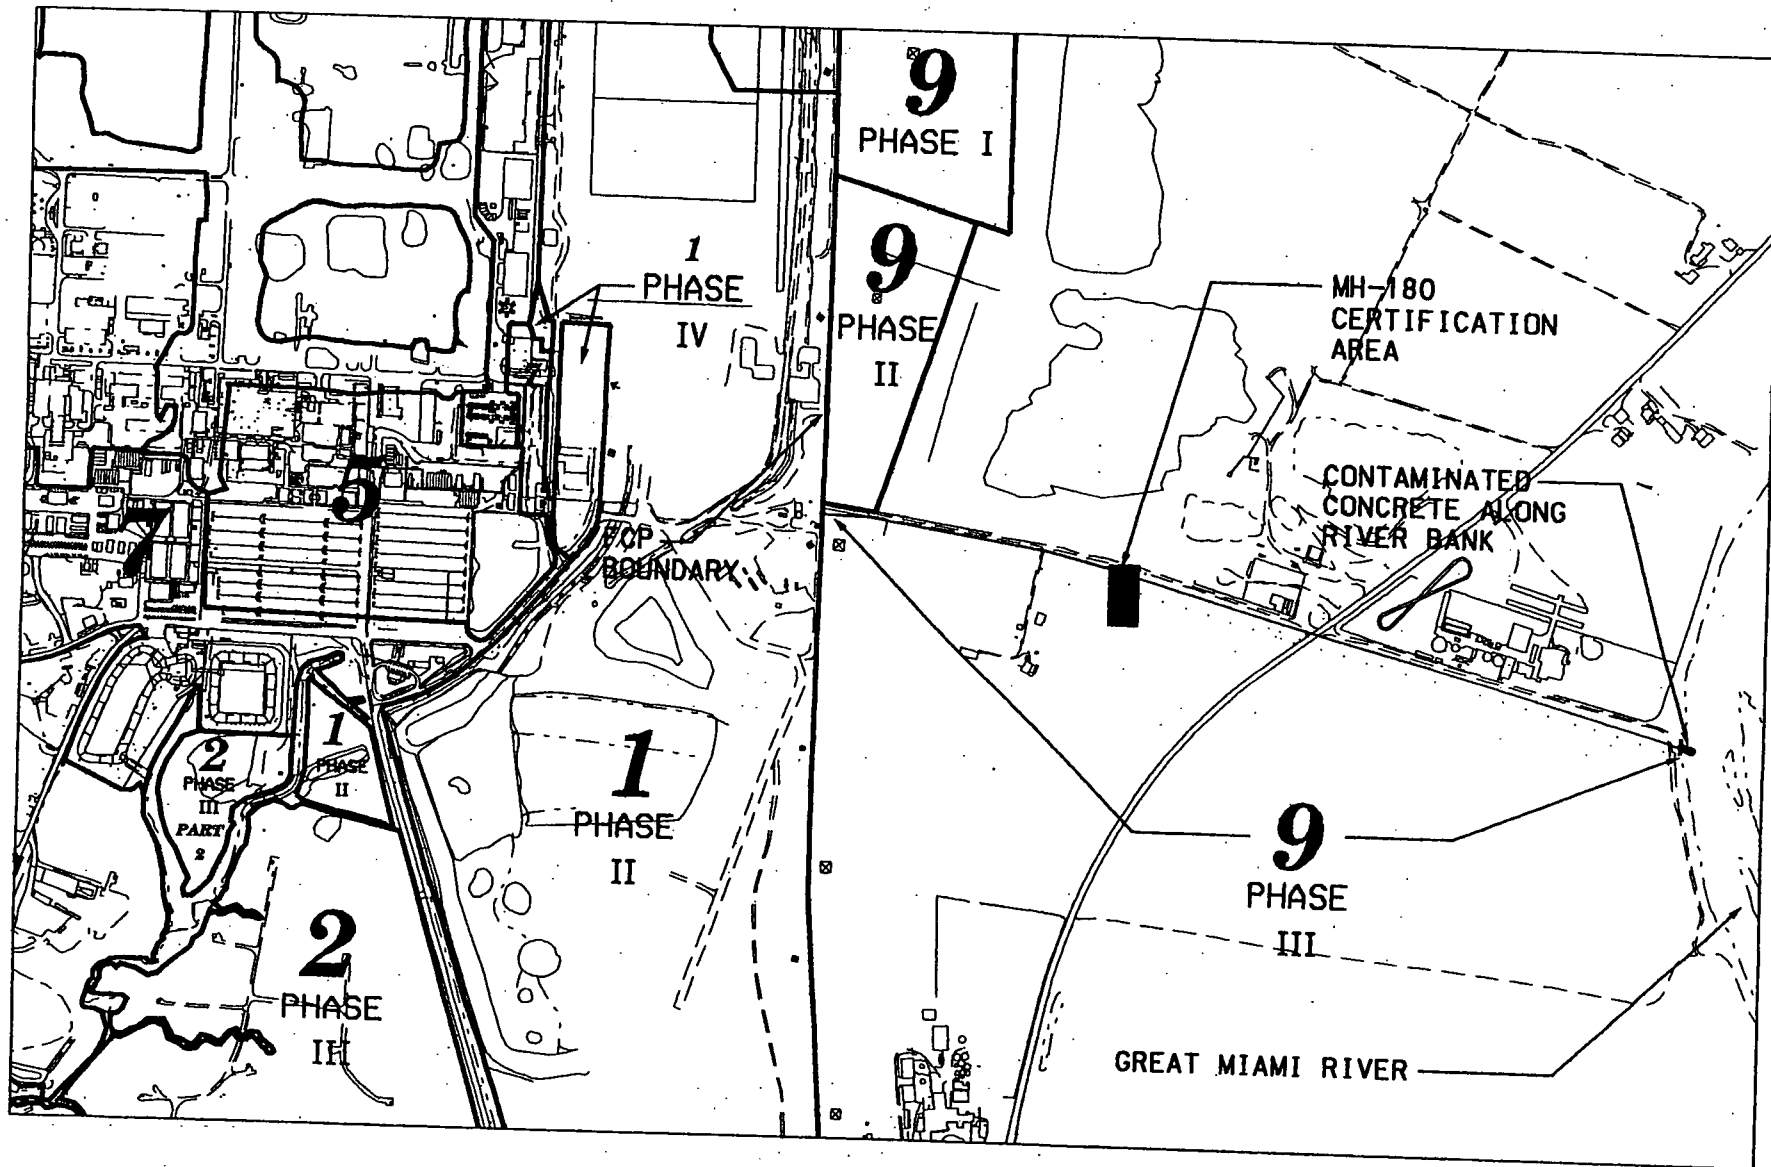 9
PHASE I
9
PHASE
II
1
PHASE
IV
MH-180
CERTIFICATION
AREA
CONTAMINATED
CONCRETE ALONG
RIVER BANK
5
7
FCP
BOUNDARY
1
PHASE
II
2
PHASE
III
PART
2
1
PHASE
II
9
PHASE
III
2
PHASE
III
GREAT MIAMI RIVER